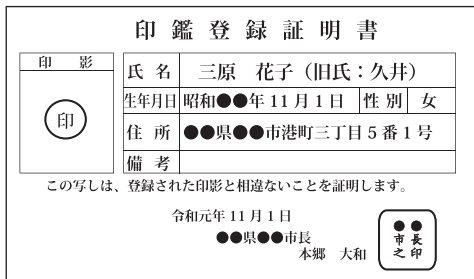 印鑑登録証明書
印影
印
氏名 三原 花子(旧氏:久井)
生年月日 昭和●●年11月1日 性別 女
住所 ●●県●●市港町三丁目5番1号
備考
この写しは、登録された印影と相違ないことを証明します。
令和元年11月1日
●●県●●市長
本郷 大和
●●市長之印